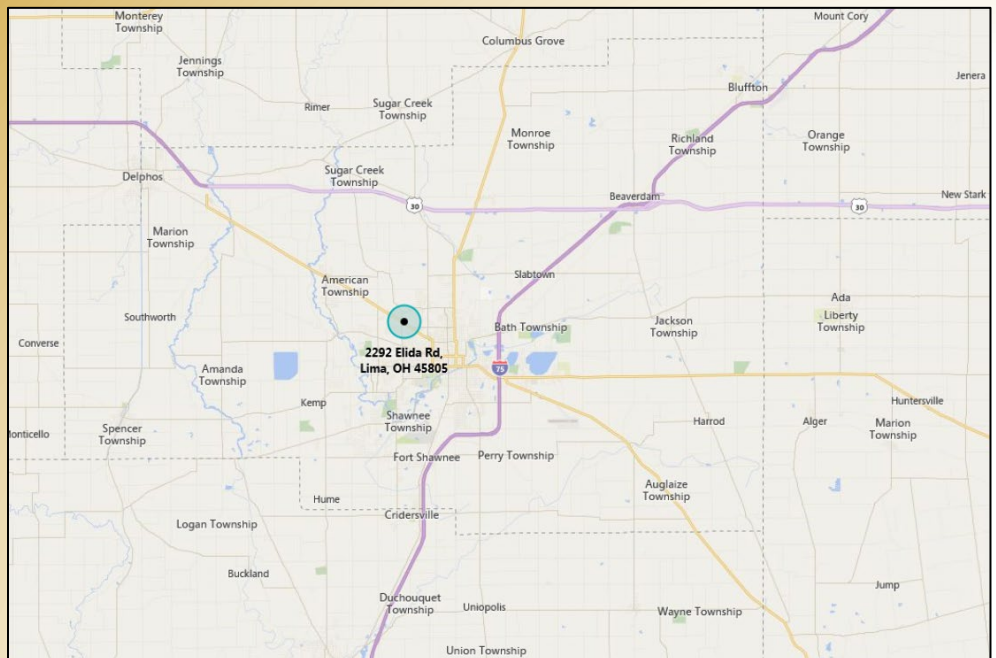 Monterey
Township
Mount Cory
Columbus Grove
Jennings
Township
Jenera
Bluffton
Rimer
Sugar Creek
Township
Monroe
Township
Richland
Township
Orange
Township
Delphos
Sugar Creek
Township
Beaverdam
New Stark
30
30
Marion
Township
Slabtown
American
Township
Ada
Southworth
Bath Township
Jackson
Township
Liberty
Township
Converse
2292 Elida Rd,
Lima, OH 45805
75
Amanda
Township
Kemp
Huntersville
Shawnee
Township
Harrod
Alger
Marion
Township
Monticello
Spencer
Township
Fort Shawnee
Perry Township
Auglaize
Township
Hume
Logan Township
Cridersville
Buckland
Jump
Duchouquet
Township
Uniopolis
Wayne Township
Union Township